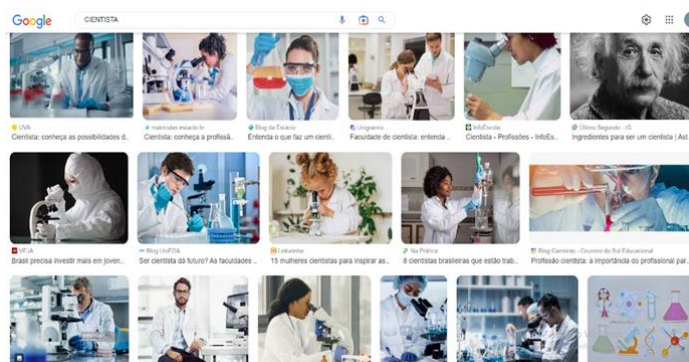 Google
CIENTISTA
UVA
Cientista: conheça as possibilidades d...
matriculas.estacio.br
Cientista: conheça a profissã...
Blog da Estácio
Entenda o que faz um cienti...
Unigranrio
Faculdade de cientista: entenda ...
InfoEscola
Cientista - Profissões - InfoEs...
Último Segundo - iG
Ingredientes para ser um cientista | Ast...
VEJA
Brasil precisa investir mais em joven...
Blog UniFOA
Ser cientista dá futuro? As faculdades ...
Leiturinha
15 mulheres cientistas para inspirar as...
Na Prática
8 cientistas brasileiras que estão trab...
Blog Carreiras - Cruzeiro do Sul Educacional
Profissão cientista: a importância do profissional par...